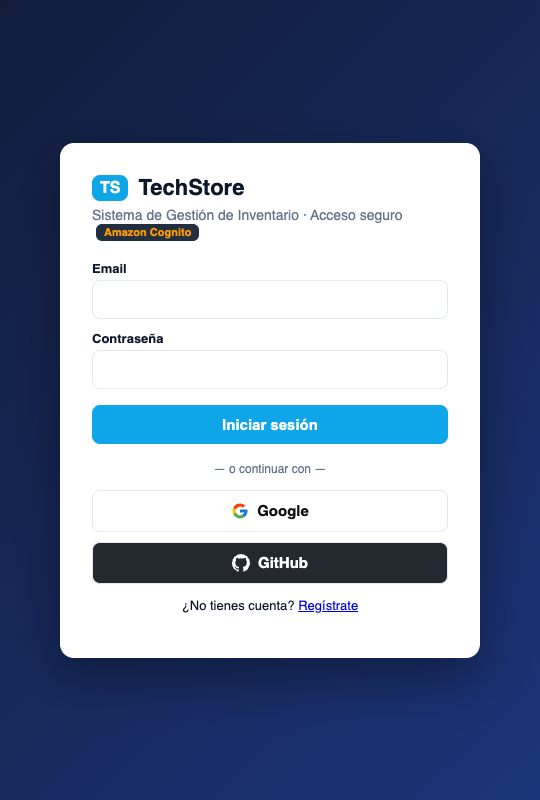 TS TechStore
Sistema de Gestión de Inventario · Acceso seguro
Amazon Cognito
Email
Contraseña
Iniciar sesión
— o continuar con —
Google
GitHub
¿No tienes cuenta? Regístrate